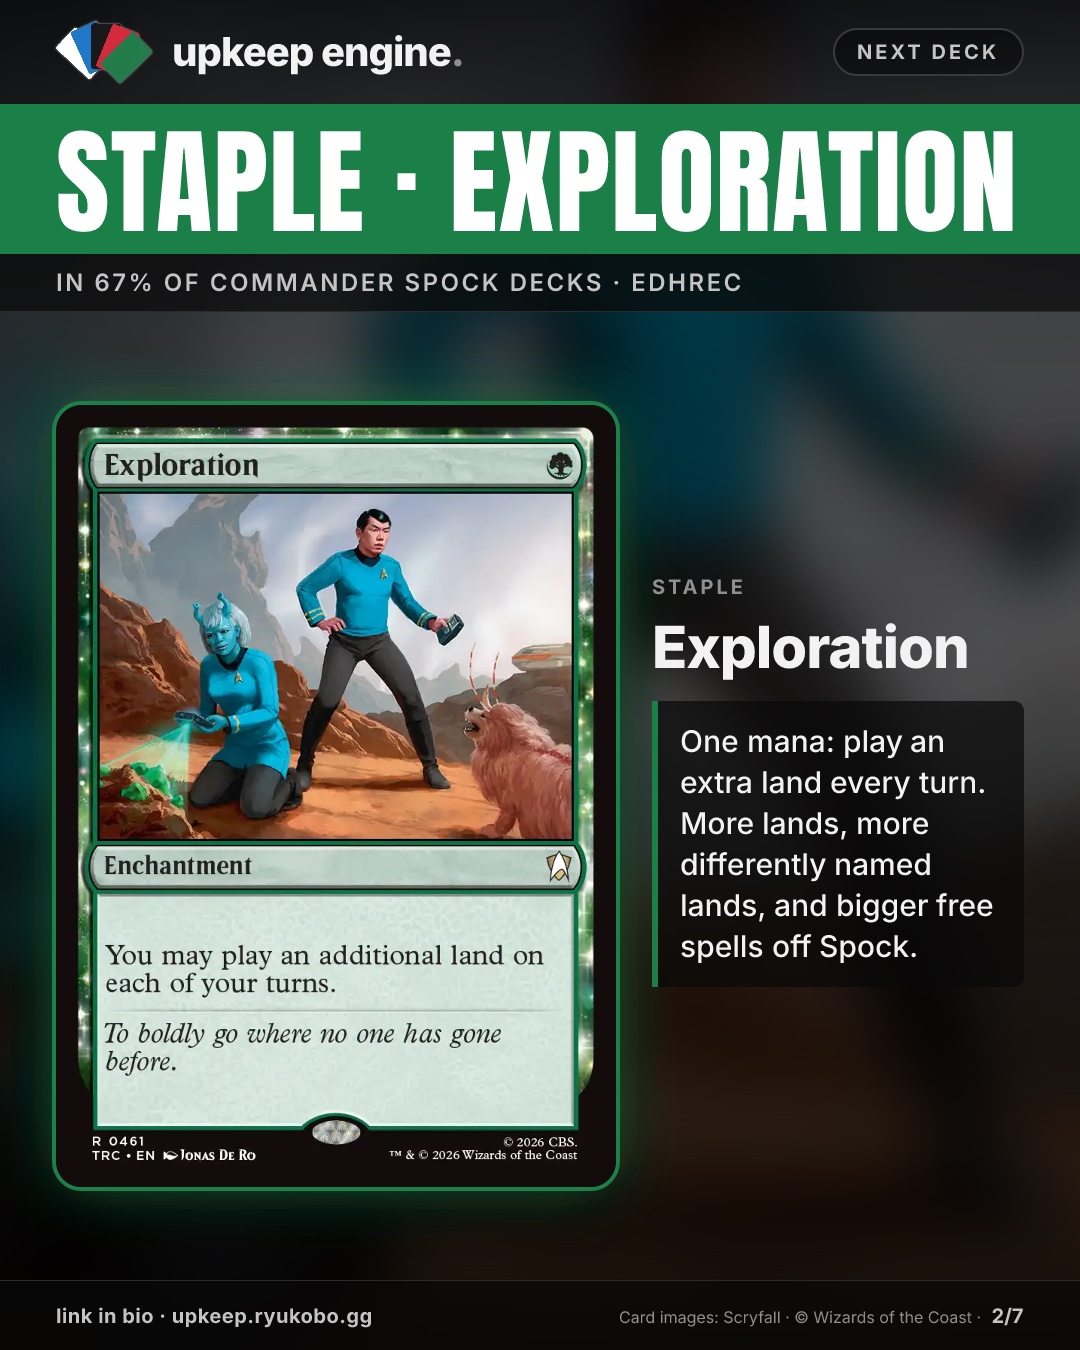 upkeep engine.
NEXT DECK
STAPLE · EXPLORATION
IN 67% OF COMMANDER SPOCK DECKS · EDHREC
Exploration
Enchantment
You may play an additional land on
each of your turns.
To boldly go where no one has gone
before.
R 0461
TRC • EN Jonas De Ro
© 2026 CBS.
™ & © 2026 Wizards of the Coast
STAPLE
Exploration
One mana: play an
extra land every turn.
More lands, more
differently named
lands, and bigger free
spells off Spock.
link in bio · upkeep.ryukobo.gg
Card images: Scryfall · © Wizards of the Coast · 2/7